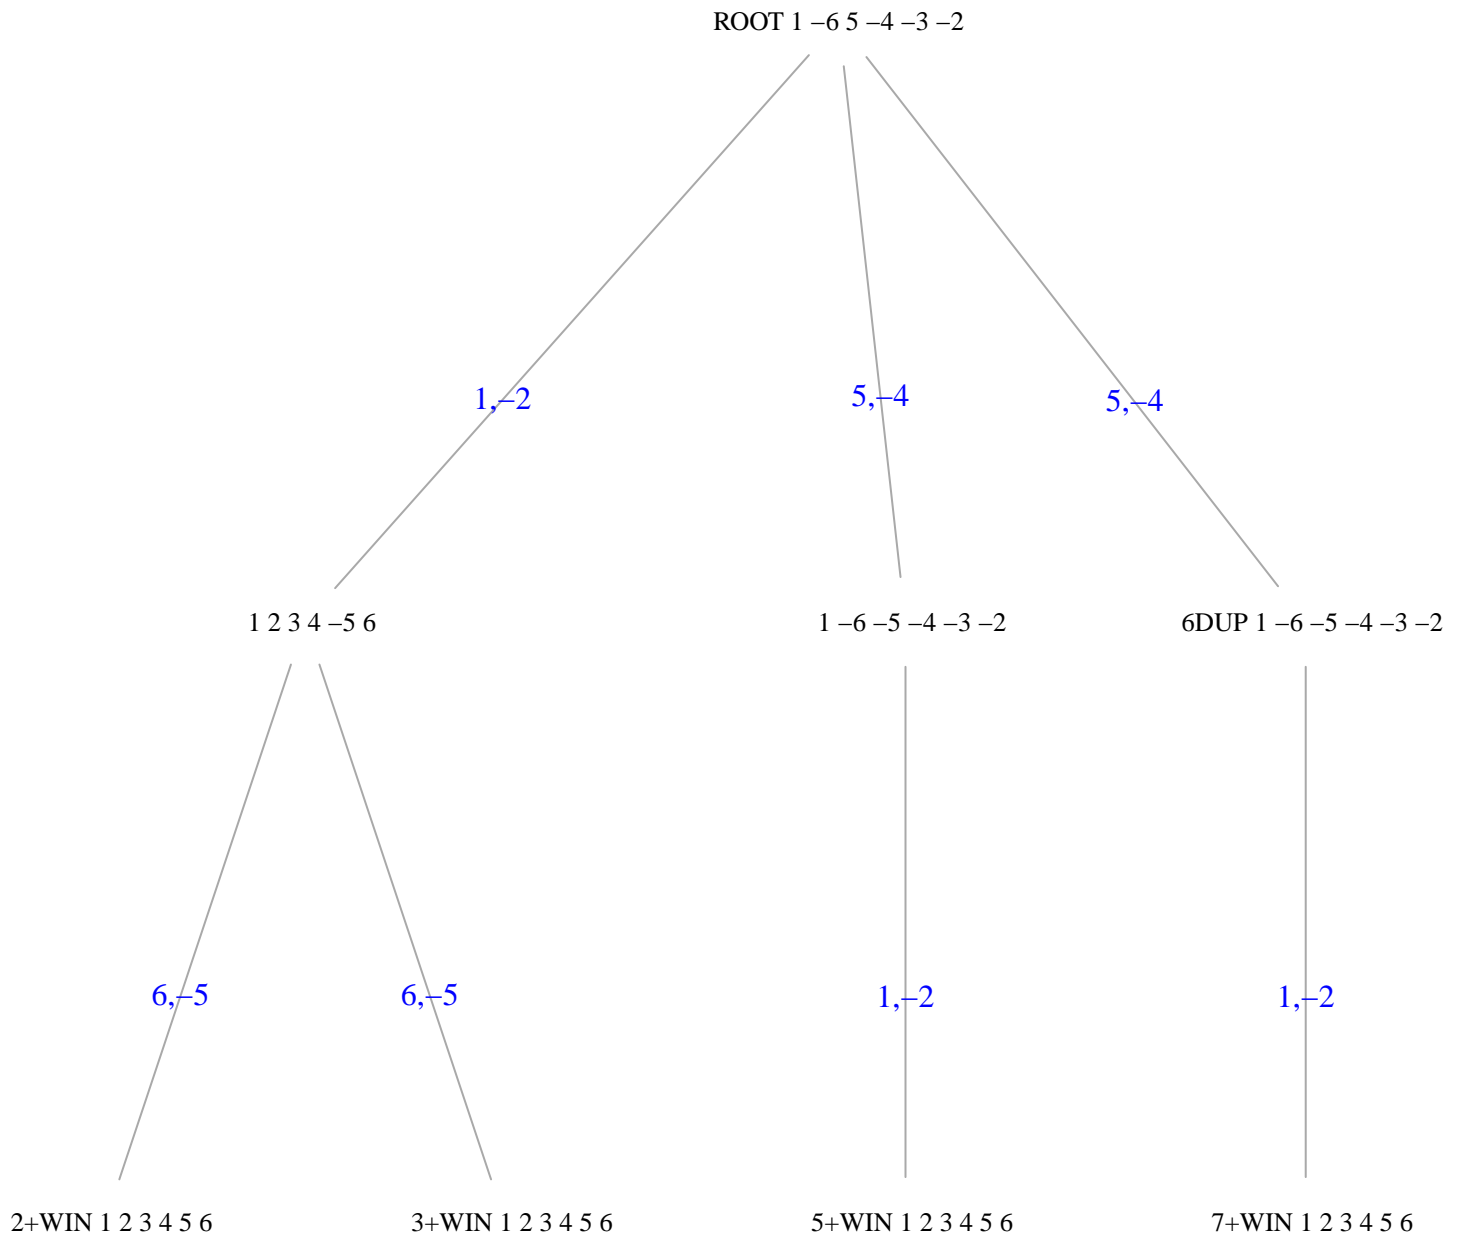 ROOT 1 –6 5 –4 –3 –2
1,–2
5,–4
5,–4
1 2 3 4 –5 6
1 –6 –5 –4 –3 –2
6DUP 1 –6 –5 –4 –3 –2
6,–5
6,–5
1,–2
1,–2
2+WIN 1 2 3 4 5 6
3+WIN 1 2 3 4 5 6
5+WIN 1 2 3 4 5 6
7+WIN 1 2 3 4 5 6